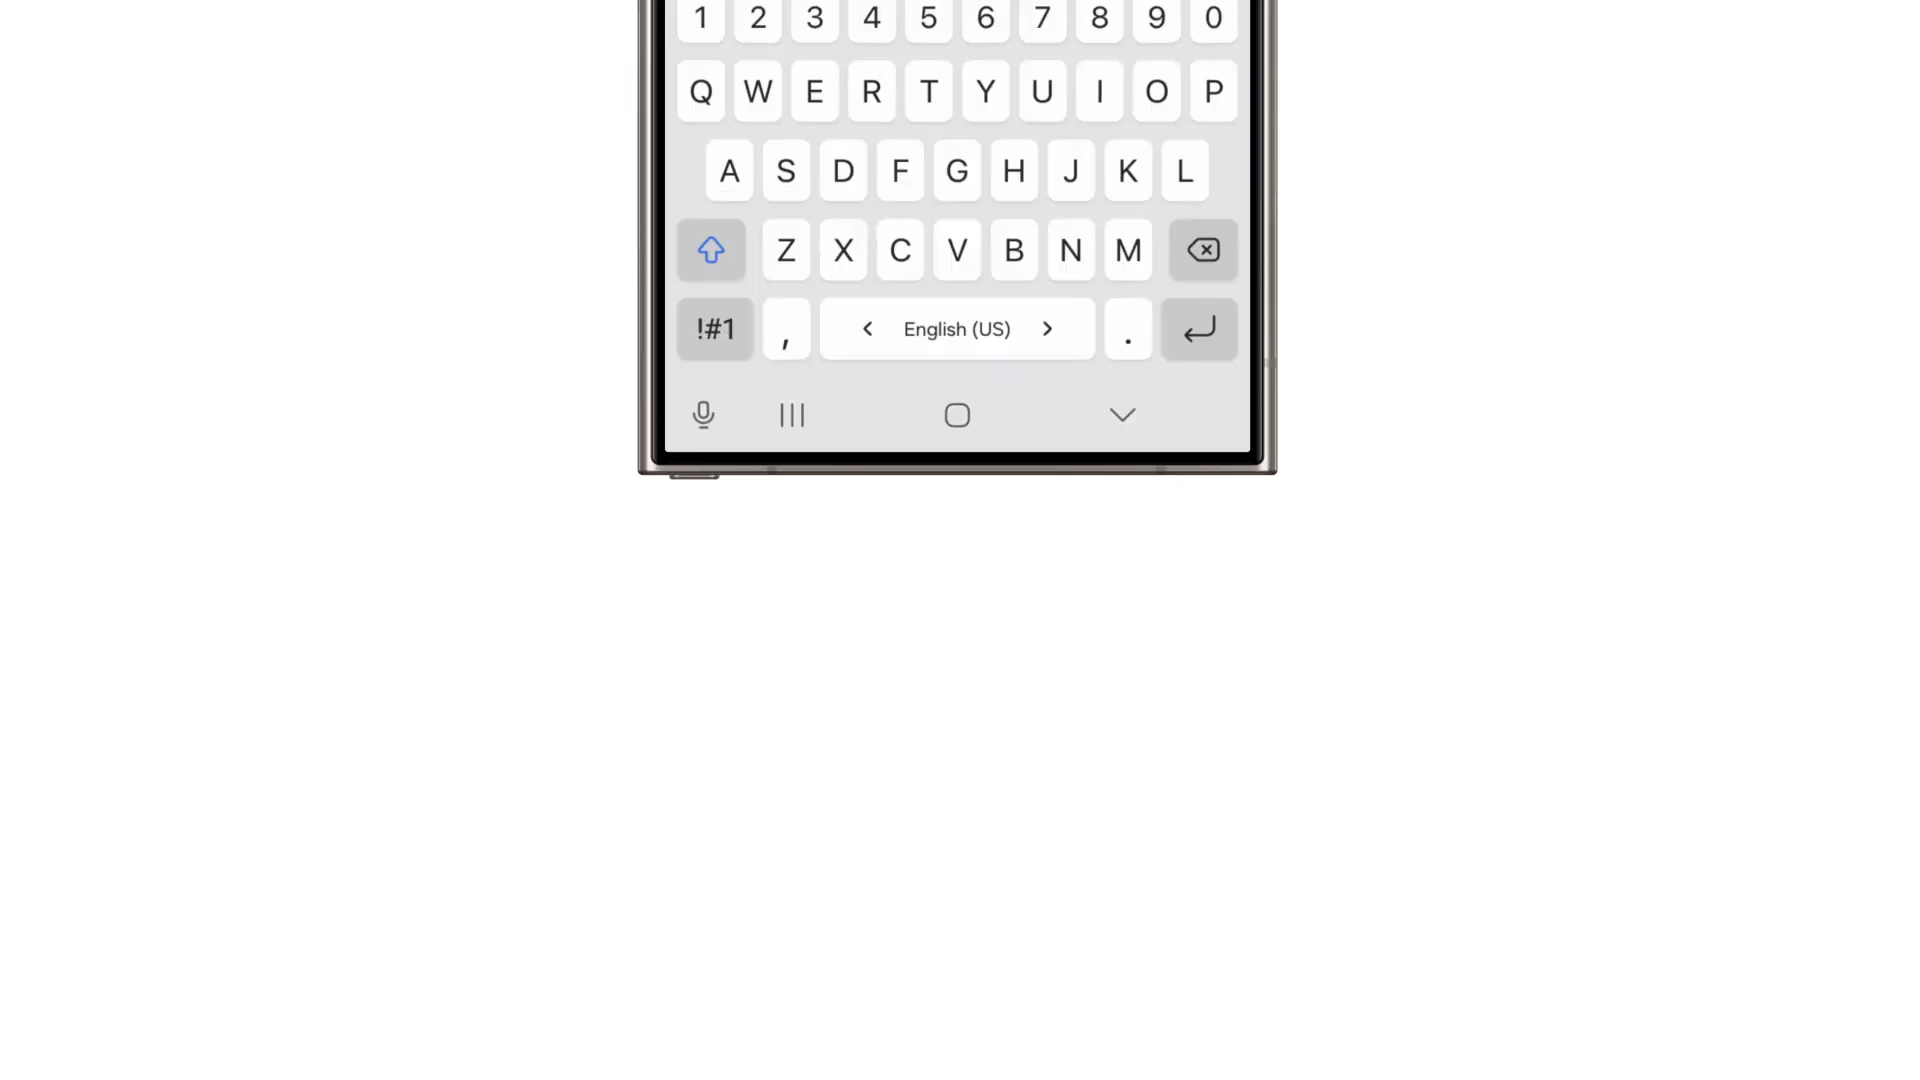 1 2 3 4 5 6 7 8 9 0
Q W E R T Y U I O P
A S D F G H J K L
Z X C V B N M
!#1 , < English (US) > .